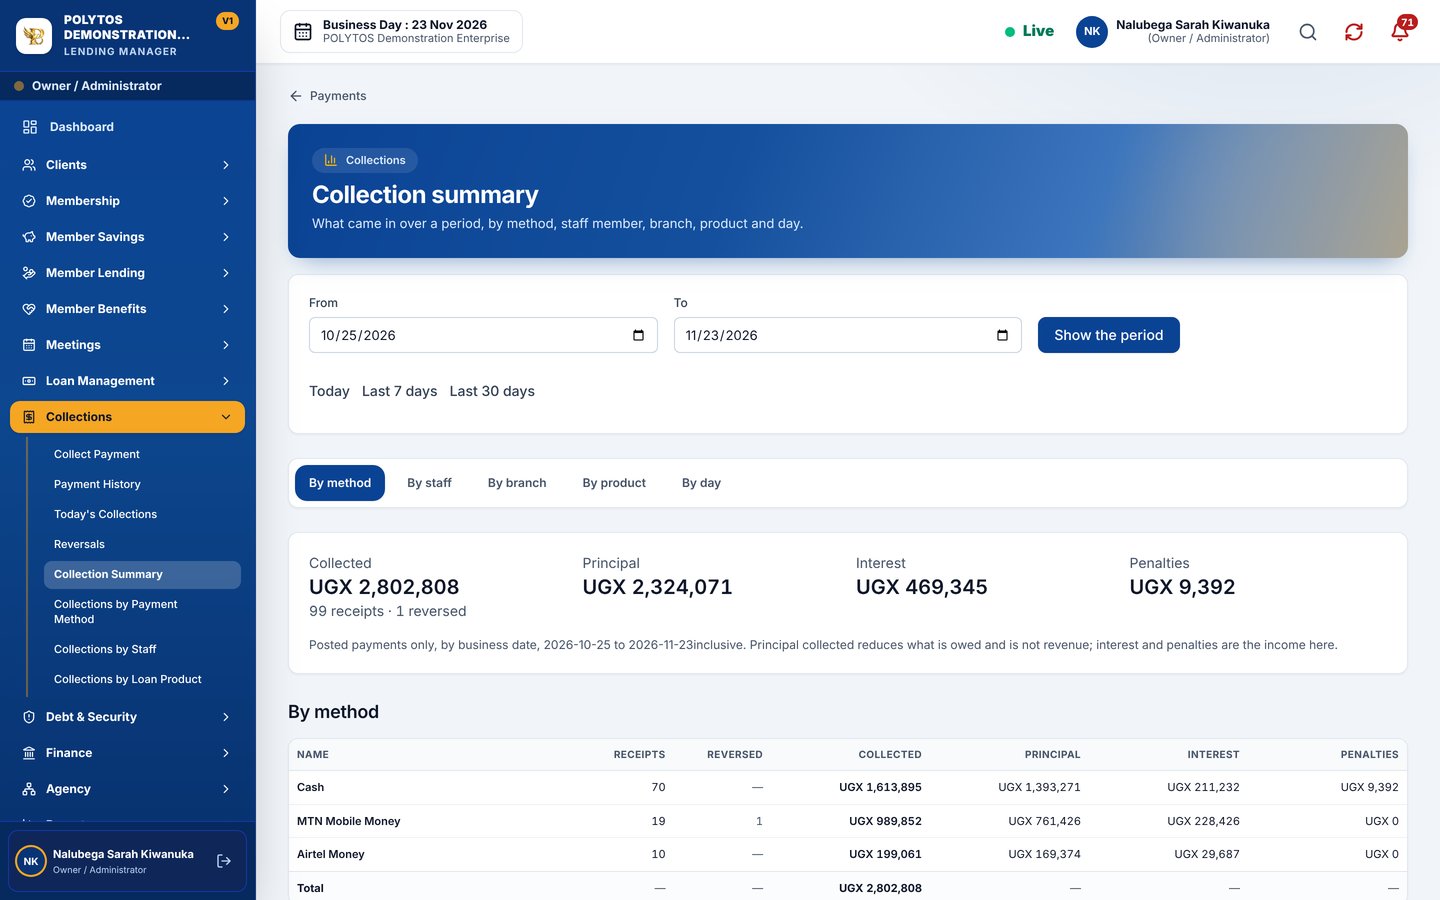 POLYTOS
DEMONSTRATION...
LENDING MANAGER
V1
Owner / Administrator
Dashboard
Clients
Membership
Member Savings
Member Lending
Member Benefits
Meetings
Loan Management
Collections
Collect Payment
Payment History
Today's Collections
Reversals
Collection Summary
Collections by Payment
Method
Collections by Staff
Collections by Loan Product
Debt & Security
Finance
Agency
NK
Nalubega Sarah Kiwanuka
Owner / Administrator
Business Day : 23 Nov 2026
POLYTOS Demonstration Enterprise
Live
NK
Nalubega Sarah Kiwanuka
(Owner / Administrator)
71
Payments
Collections
Collection summary
What came in over a period, by method, staff member, branch, product and day.
From
To
10/25/2026
11/23/2026
Show the period
Today Last 7 days Last 30 days
By method By staff By branch By product By day
Collected Principal Interest Penalties
UGX 2,802,808 UGX 2,324,071 UGX 469,345 UGX 9,392
99 receipts · 1 reversed
Posted payments only, by business date, 2026-10-25 to 2026-11-23inclusive. Principal collected reduces what is owed and is not revenue; interest and penalties are the income here.
By method
NAME RECEIPTS REVERSED COLLECTED PRINCIPAL INTEREST PENALTIES
Cash 70 — UGX 1,613,895 UGX 1,393,271 UGX 211,232 UGX 9,392
MTN Mobile Money 19 1 UGX 989,852 UGX 761,426 UGX 228,426 UGX 0
Airtel Money 10 — UGX 199,061 UGX 169,374 UGX 29,687 UGX 0
Total — — UGX 2,802,808 — — —